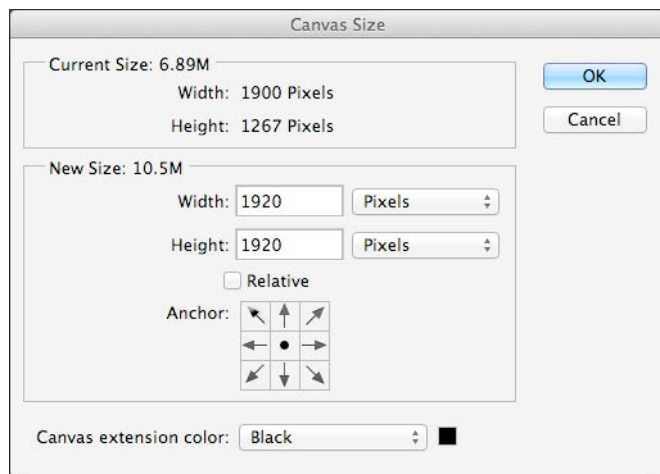 Canvas Size
Current Size: 6.89M
Width: 1900 Pixels
Height: 1267 Pixels
OK
Cancel
New Size: 10.5M
Width: 1920 Pixels
Height: 1920 Pixels
Relative
Anchor:
Canvas extension color: Black